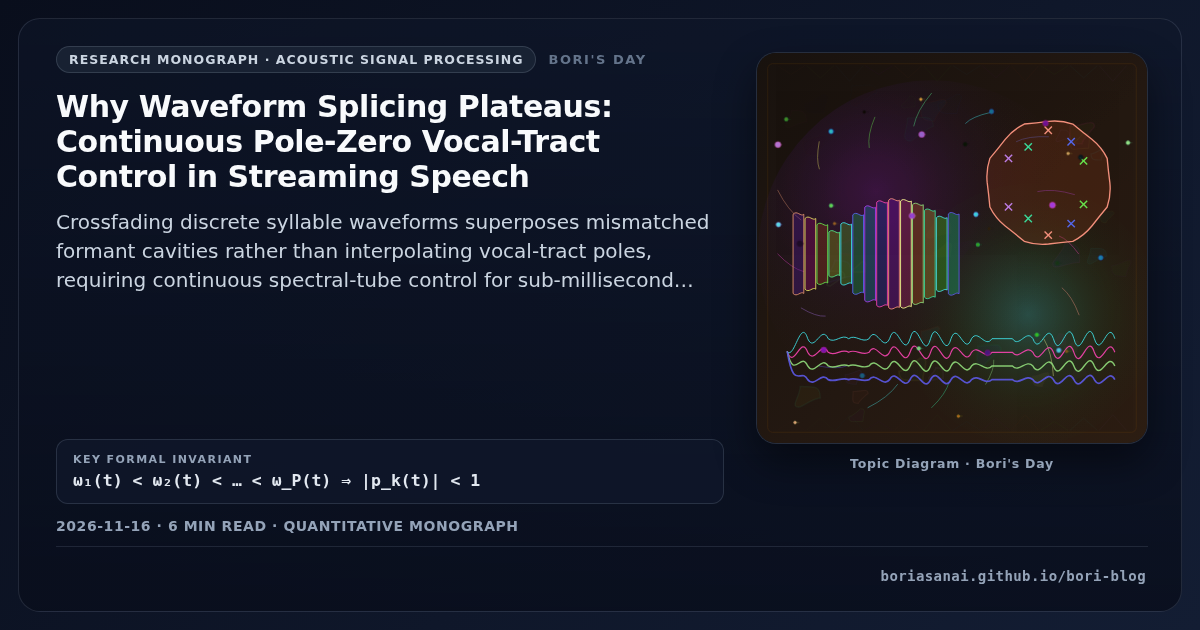 RESEARCH MONOGRAPH · ACOUSTIC SIGNAL PROCESSING
BORI'S DAY
Why Waveform Splicing Plateaus:
Continuous Pole-Zero Vocal-Tract
Control in Streaming Speech
Crossfading discrete syllable waveforms superposes mismatched
formant cavities rather than interpolating vocal-tract poles,
requiring continuous spectral-tube control for sub-millisecond…
KEY FORMAL INVARIANT
ω₁(t) < ω₂(t) < … < ω_P(t) ⇒ |p_k(t)| < 1
2026-11-16 · 6 MIN READ · QUANTITATIVE MONOGRAPH
Topic Diagram · Bori's Day
boriasanai.github.io/bori-blog